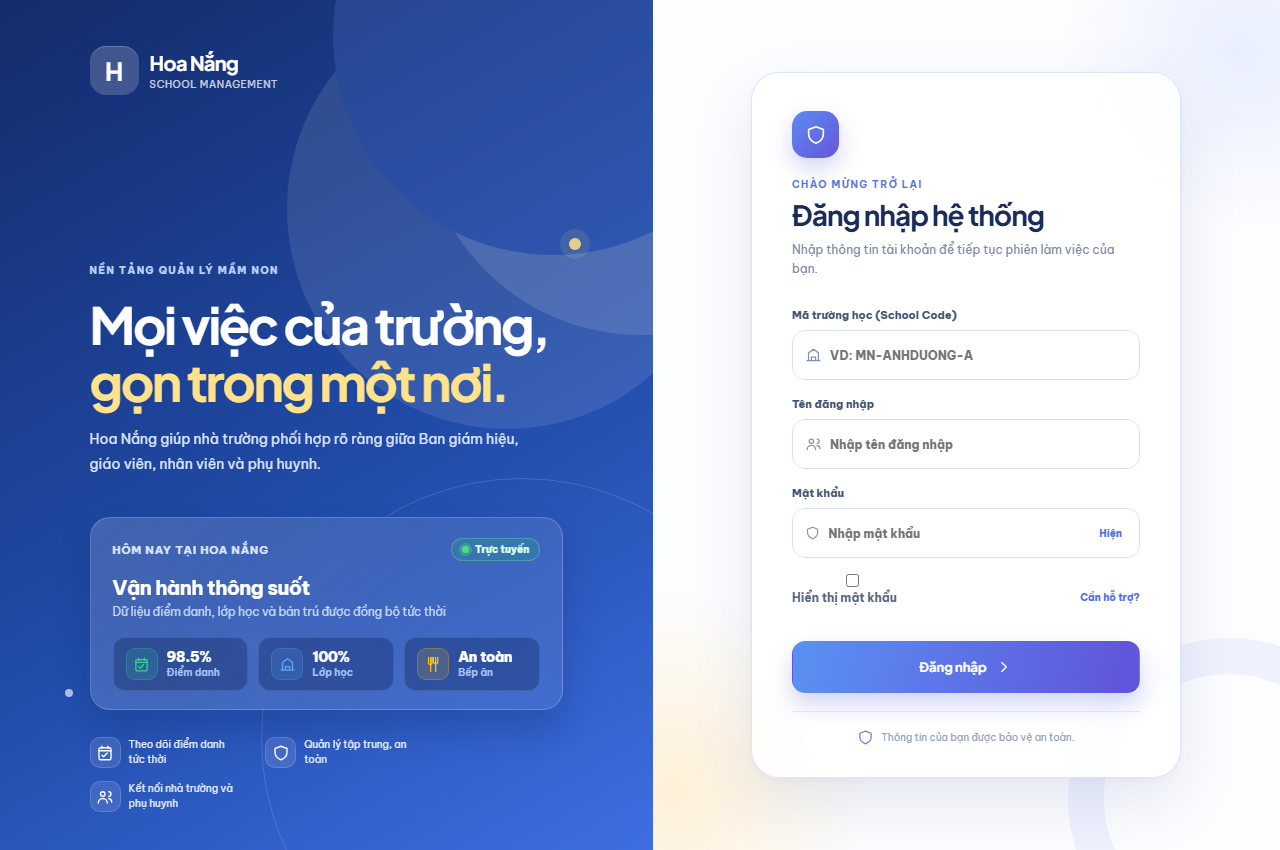 H
Hoa Nắng
SCHOOL MANAGEMENT
NỀN TẢNG QUẢN LÝ MẦM NON
Mọi việc của trường,
gọn trong một nơi.
Hoa Nắng giúp nhà trường phối hợp rõ ràng giữa Ban giám hiệu,
giáo viên, nhân viên và phụ huynh.
HÔM NAY TẠI HOA NẮNG
Trực tuyến
Vận hành thông suốt
Dữ liệu điểm danh, lớp học và bán trú được đồng bộ tức thời
98.5%
Điểm danh
100%
Lớp học
An toàn
Bếp ăn
Theo dõi điểm danh
tức thời
Quản lý tập trung, an
toàn
Kết nối nhà trường và
phụ huynh
CHÀO MỪNG TRỞ LẠI
Đăng nhập hệ thống
Nhập thông tin tài khoản để tiếp tục phiên làm việc của
bạn.
Mã trường học (School Code)
VD: MN-ANHDUONG-A
Tên đăng nhập
Nhập tên đăng nhập
Mật khẩu
Nhập mật khẩu
Hiện
Hiển thị mật khẩu
Cần hỗ trợ?
Đăng nhập
Thông tin của bạn được bảo vệ an toàn.